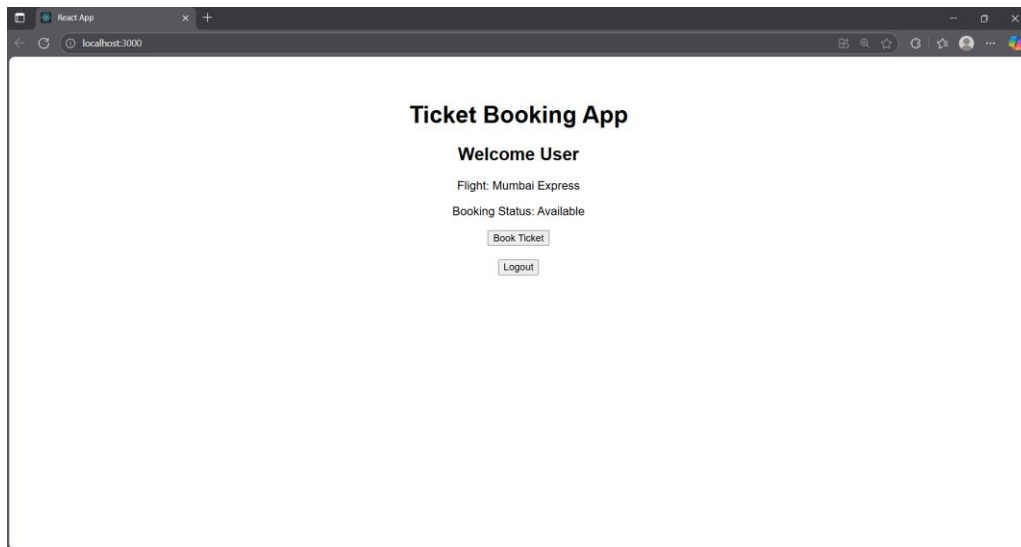 React App
localhost:3000
Ticket Booking App
Welcome User
Flight: Mumbai Express
Booking Status: Available
Book Ticket
Logout